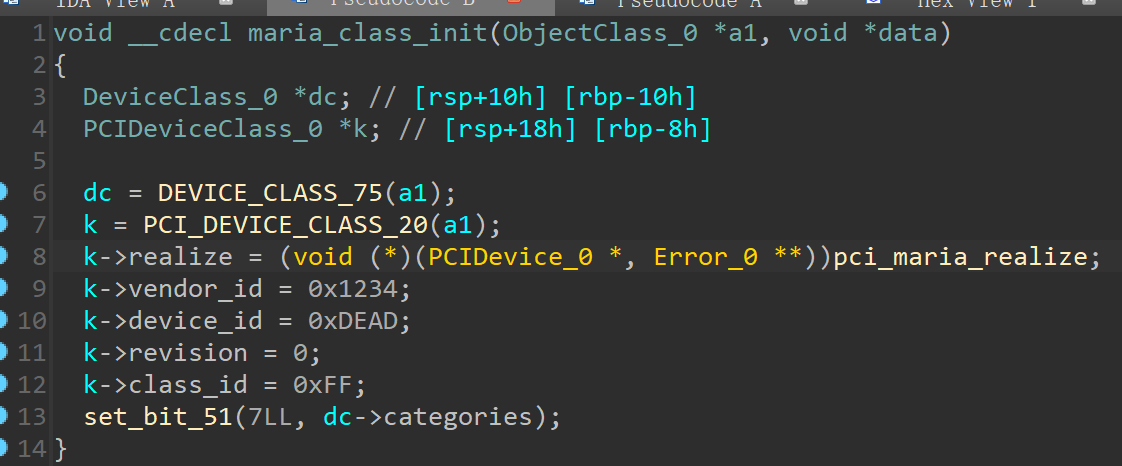 IDA View A Pseudocode B Pseudocode A Hex View 1
1 void __cdecl maria_class_init(ObjectClass_0 *a1, void *data)
2 {
3 DeviceClass_0 *dc; // [rsp+10h] [rbp-10h]
4 PCIDeviceClass_0 *k; // [rsp+18h] [rbp-8h]
5
6 dc = DEVICE_CLASS_75(a1);
7 k = PCI_DEVICE_CLASS_20(a1);
8 k->realize = (void (*)(PCIDevice_0 *, Error_0 **))pci_maria_realize;
9 k->vendor_id = 0x1234;
10 k->device_id = 0xDEAD;
11 k->revision = 0;
12 k->class_id = 0xFF;
13 set_bit_51(7LL, dc->categories);
14 }